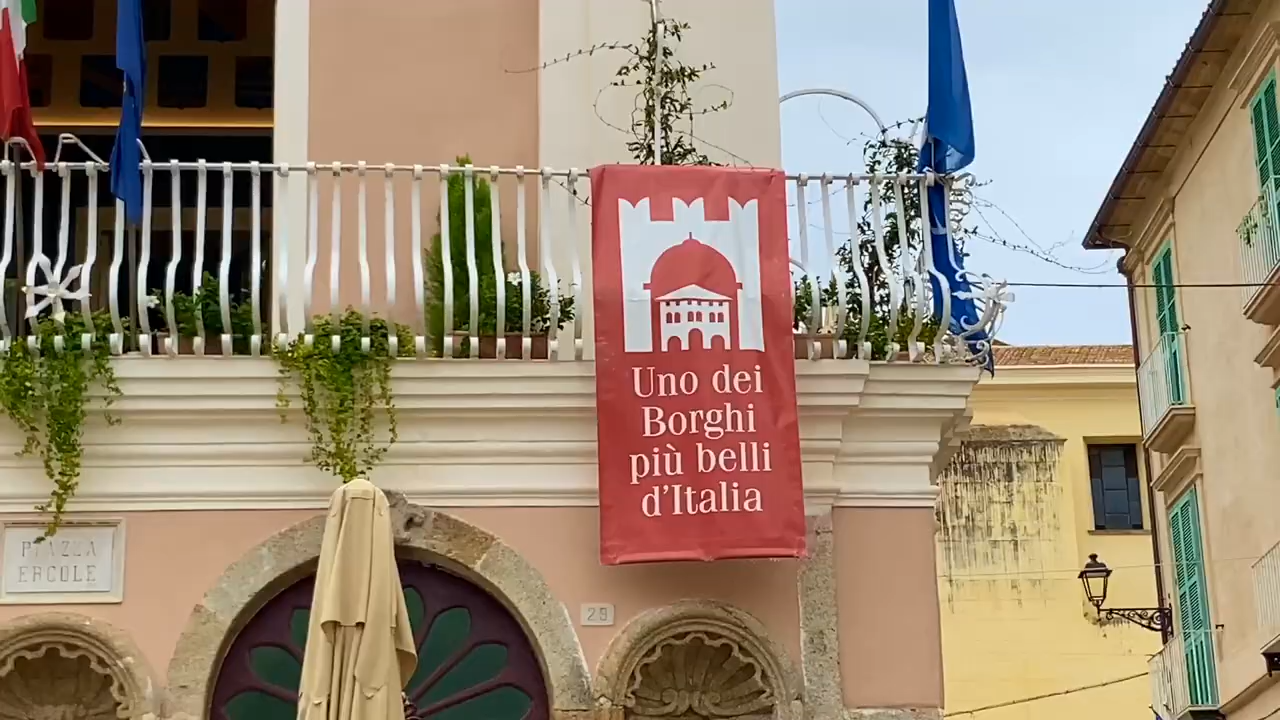 Uno dei
Borghi
più belli
d'Italia
PIAZZA
ERCOLE
29